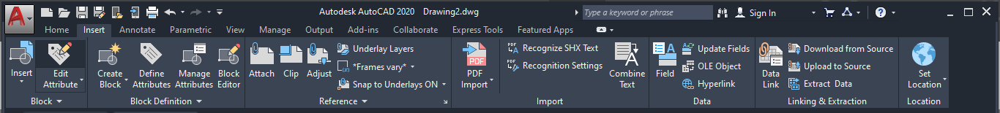 Autodesk AutoCAD 2020 Drawing2.dwg Type a keyword or phrase Sign In
Home Insert Annotate Parametric View Manage Output Add-ins Collaborate Express Tools Featured Apps
Insert
Edit Attribute
Block
Create Block
Define Attributes
Manage Attributes
Block Editor
Block Definition
Attach
Clip
Adjust
Underlay Layers
*Frames vary*
Snap to Underlays ON
Reference
PDF Import
Recognize SHX Text
Recognition Settings
Combine Text
Import
Field
Update Fields
OLE Object
Hyperlink
Data
Data Link
Download from Source
Upload to Source
Extract Data
Linking & Extraction
Set Location
Location